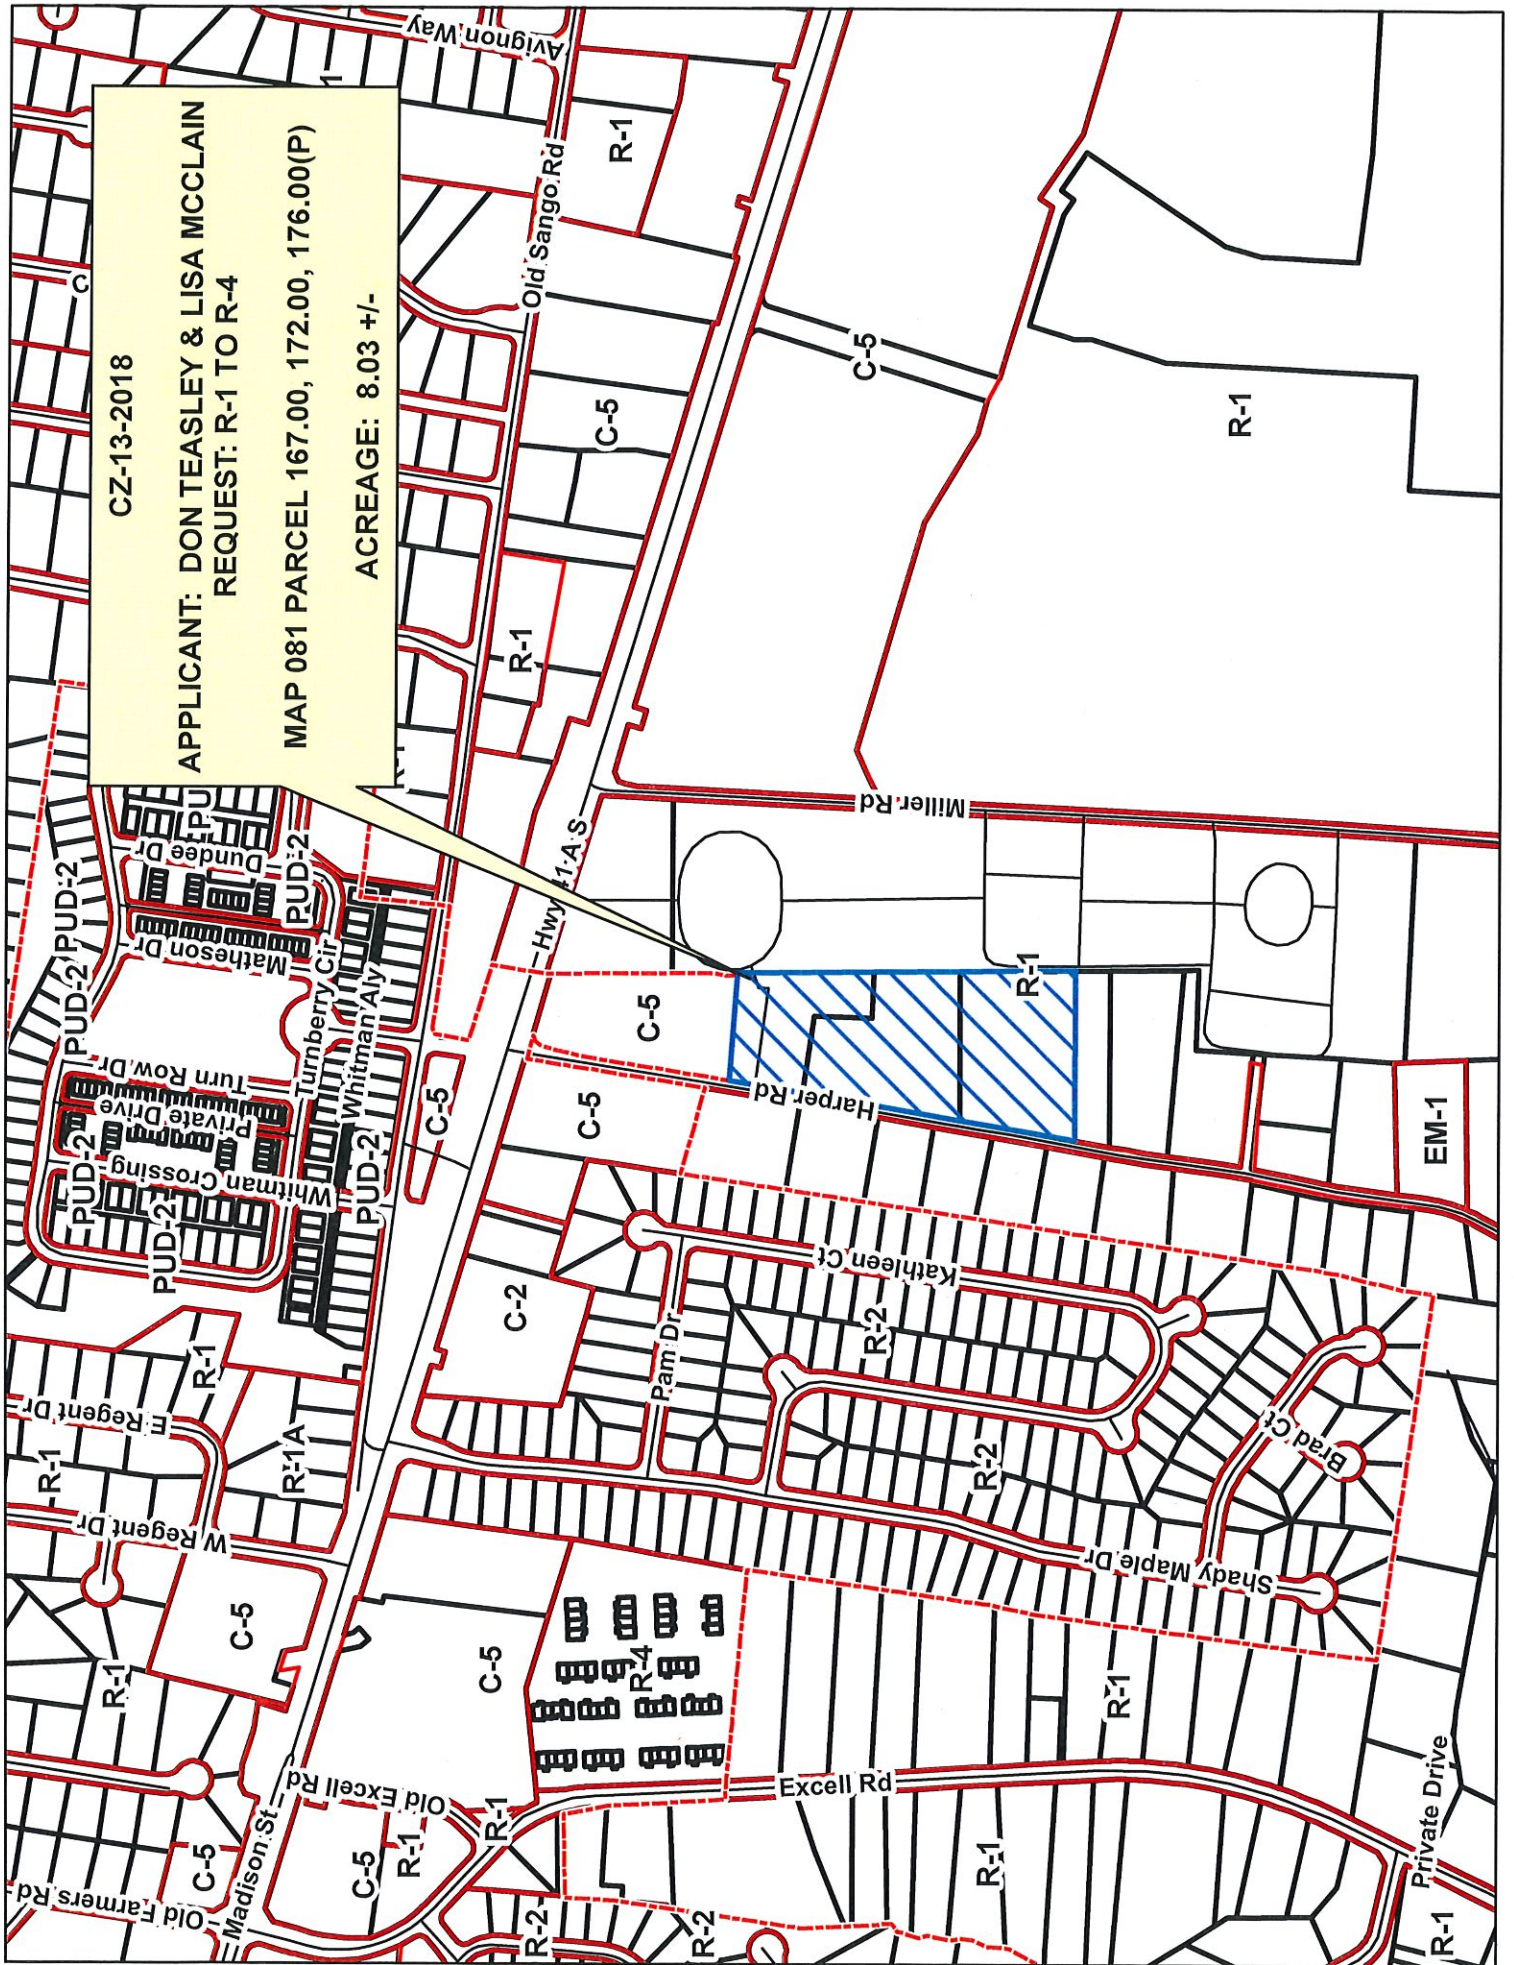 CZ-13-2018
APPLICANT: DON TEASLEY & LISA MCCLAIN
REQUEST: R-1 TO R-4
MAP 081 PARCEL 167.00, 172.00, 176.00(P)
ACREAGE: 8.03 +/-
Old Farmers Rd
C-5
Madison St
C-5
R-1
R-1
Old Excell Rd
R-2
R-2
R-1
R-1
Private Drive
Excell Rd
R-1
R-1
C-5
W Regent Dr
E Regent Dr
R-1
R-1A
R-1
C-5
R-4
Shady Maple Dr
Brad Ct
R-2
R-2
Pam Dr
Kathleen Ct
C-2
PUD-2
PUD-2
PUD-2
PUD-2
PUD-2
PUD-2
Whitman Crossing
Private Drive
Turn Row Dr
Turnberry Cir
Whitman Aly
Matheson Dr
Dundee Dr
PUD-2
PU
C-5
C-5
C-5
Harper Rd
R-1
EM-1
Hwy 41 A S
Miller Rd
R-1
R-1
C-5
C-5
R-1
Old Sango Rd
R-1
Avignon Way
1
C